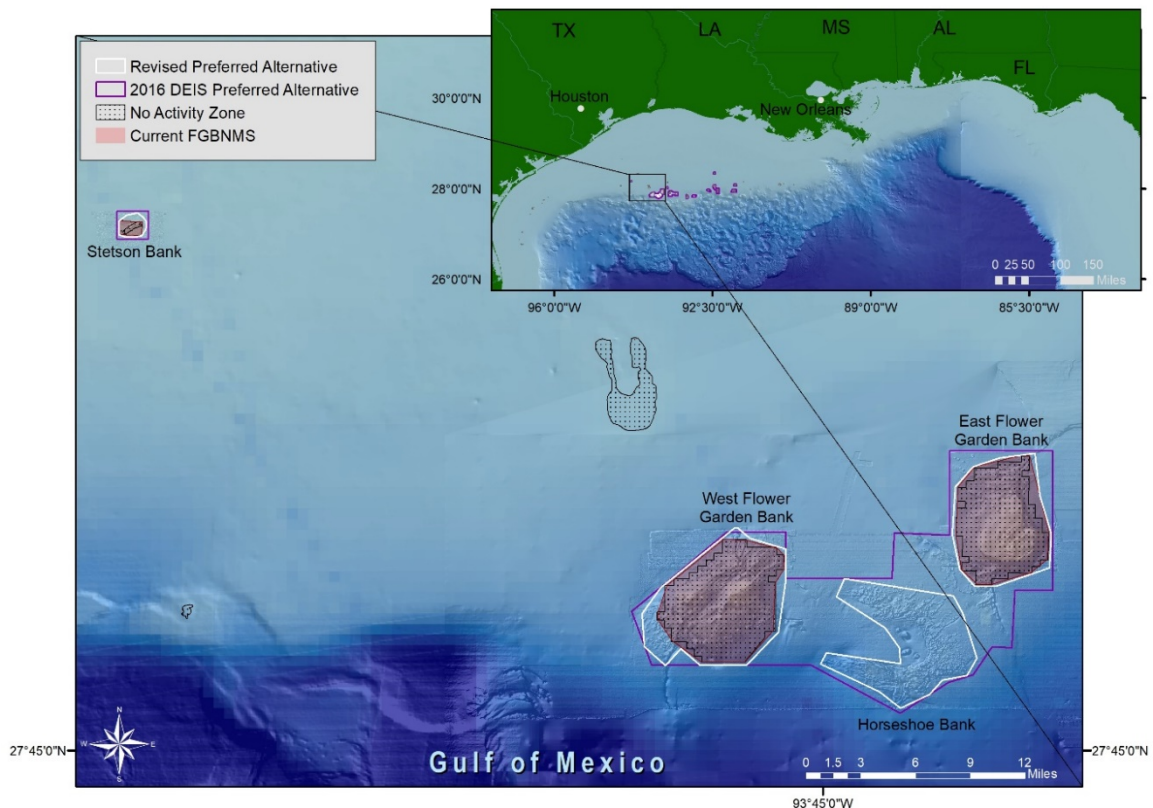 Revised Preferred Alternative
2016 DEIS Preferred Alternative
No Activity Zone
Current FGBNMS
TX
LA
MS
AL
FL
Houston
New Orleans
30°0'0"N
28°0'0"N
26°0'0"N
0 25 50 100 150
Miles
96°0'0"W
92°30'0"W
89°0'0"W
85°30'0"W
Stetson Bank
East Flower
Garden Bank
West Flower
Garden Bank
Horseshoe Bank
N
W
E
S
27°45'0"N
27°45'0"N
Gulf of Mexico
0 1.5 3 6 9 12
Miles
93°45'0"W